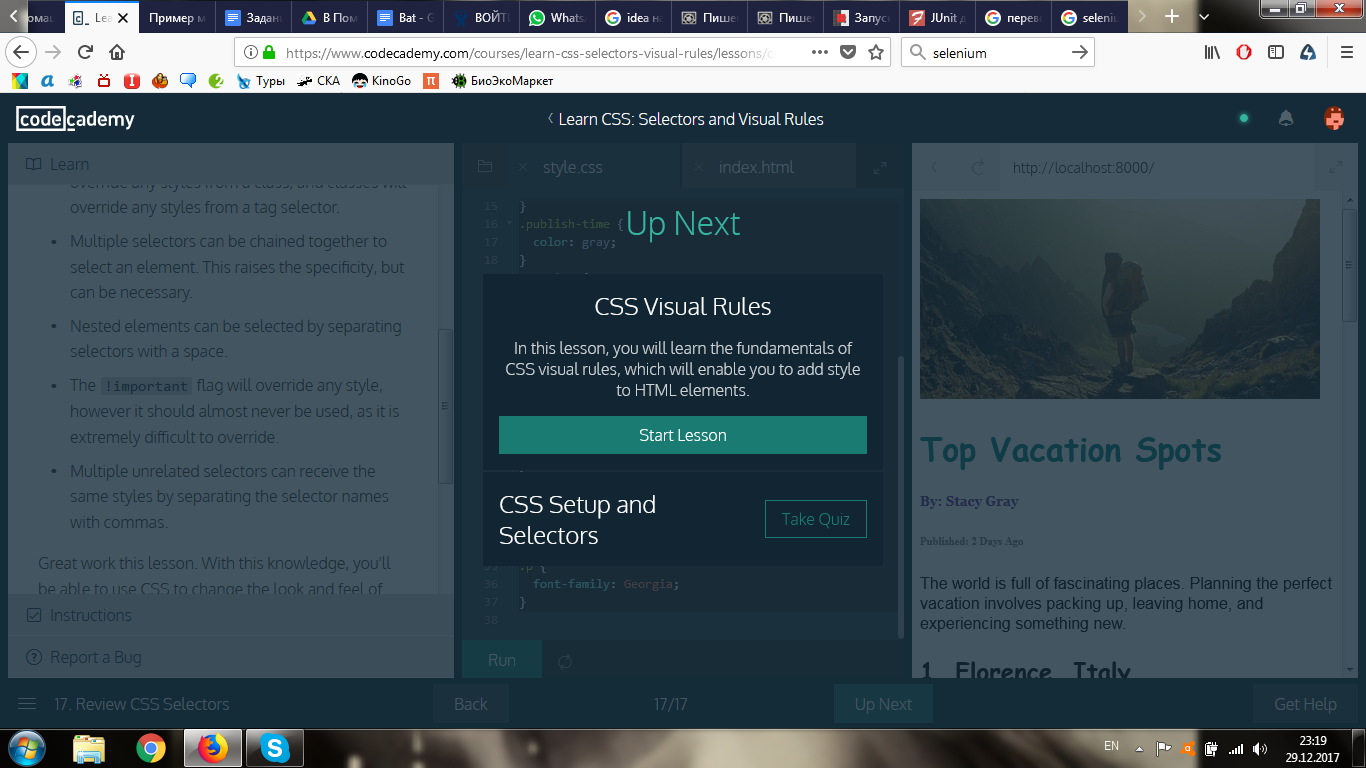 Lea
Пример м
Задани
В Пом
Bat - G
ВОЙТИ
Whats
idea на
Пишем
Пишем
Запус
JUnit д
перево
seleniu
https://www.codecademy.com/courses/learn-css-selectors-visual-rules/lessons/c
selenium
Туры
СКА
KinoGo
БиоЭкоМаркет
codecademy
Learn CSS: Selectors and Visual Rules
Learn
style.css
index.html
http://localhost:8000/
override any styles from a class, and classes will
override any styles from a tag selector.
• Multiple selectors can be chained together to
select an element. This raises the specificity, but
can be necessary.
• Nested elements can be selected by separating
selectors with a space.
• The !important flag will override any style,
however it should almost never be used, as it is
extremely difficult to override.
• Multiple unrelated selectors can receive the
same styles by separating the selector names
with commas.
Great work this lesson. With this knowledge, you'll
be able to use CSS to change the look and feel of
Instructions
Report a Bug
15 }
16 .publish-time {
17 color: gray;
18 }
Up Next
CSS Visual Rules
In this lesson, you will learn the fundamentals of
CSS visual rules, which will enable you to add style
to HTML elements.
Start Lesson
CSS Setup and
Selectors
Take Quiz
.p {
36 font-family: Georgia;
37 }
38
Run
Top Vacation Spots
By: Stacy Gray
Published: 2 Days Ago
The world is full of fascinating places. Planning the perfect
vacation involves packing up, leaving home, and
experiencing something new.
1. Florence, Italy
17. Review CSS Selectors
Back
17/17
Up Next
Get Help
EN
23:19
29.12.2017